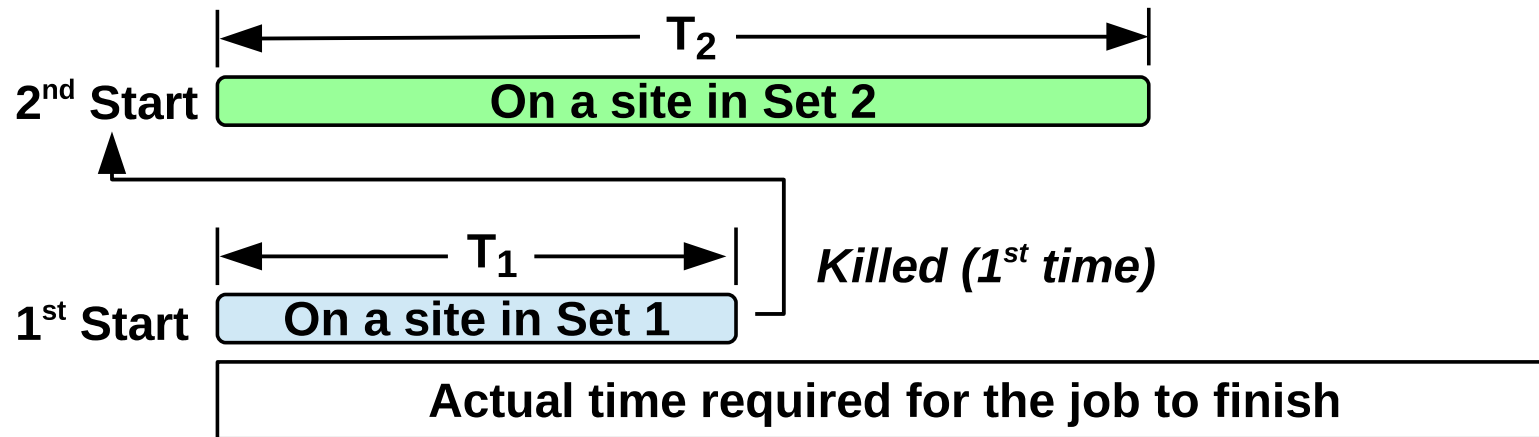 T2
2nd Start
On a site in Set 2
T1
Killed (1st time)
1st Start
On a site in Set 1
Actual time required for the job to finish